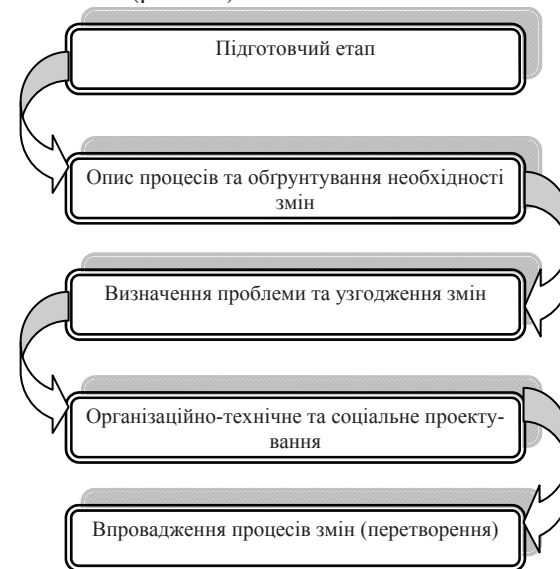 Підготовчий етап
Опис процесів та обґрунтування необхідності
змін
Визначення проблеми та узгодження змін
Організаційно-технічне та соціальне проекту-
вання
Впровадження процесів змін (перетворення)